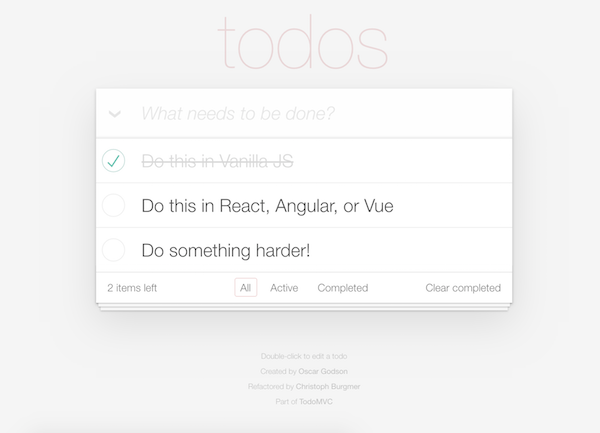 todos
What needs to be done?
Do this in Vanilla JS
Do this in React, Angular, or Vue
Do something harder!
2 items left All Active Completed Clear completed
Double-click to edit a todo
Created by Oscar Godson
Refactored by Christoph Burgmer
Part of TodoMVC